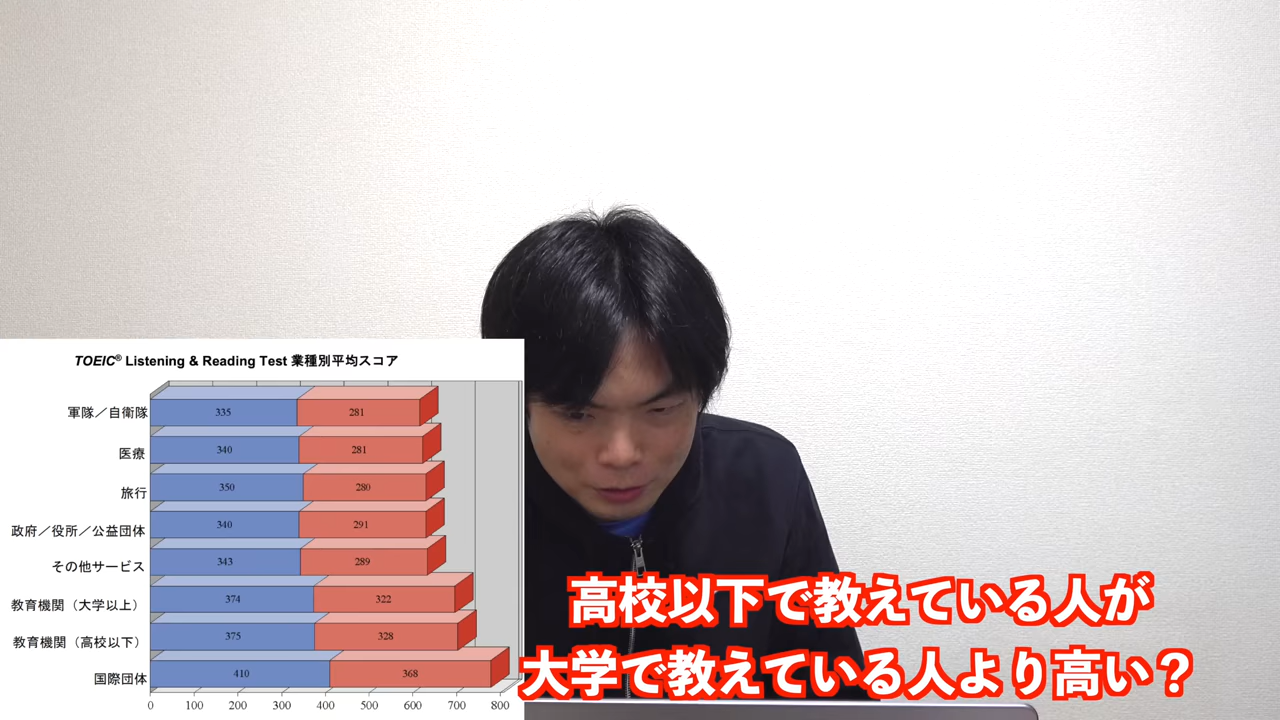 TOEIC® Listening & Reading Test 業種別平均スコア
軍隊／自衛隊 335 281
医療 340 281
旅行 350 280
政府／役所／公益団体 340 291
その他サービス 343 289
教育機関（大学以上） 374 322
教育機関（高校以下） 375 328
国際団体 410 368
0 100 200 300 400 500 600 700 800
高校以下で教えている人が
大学で教えている人より高い？